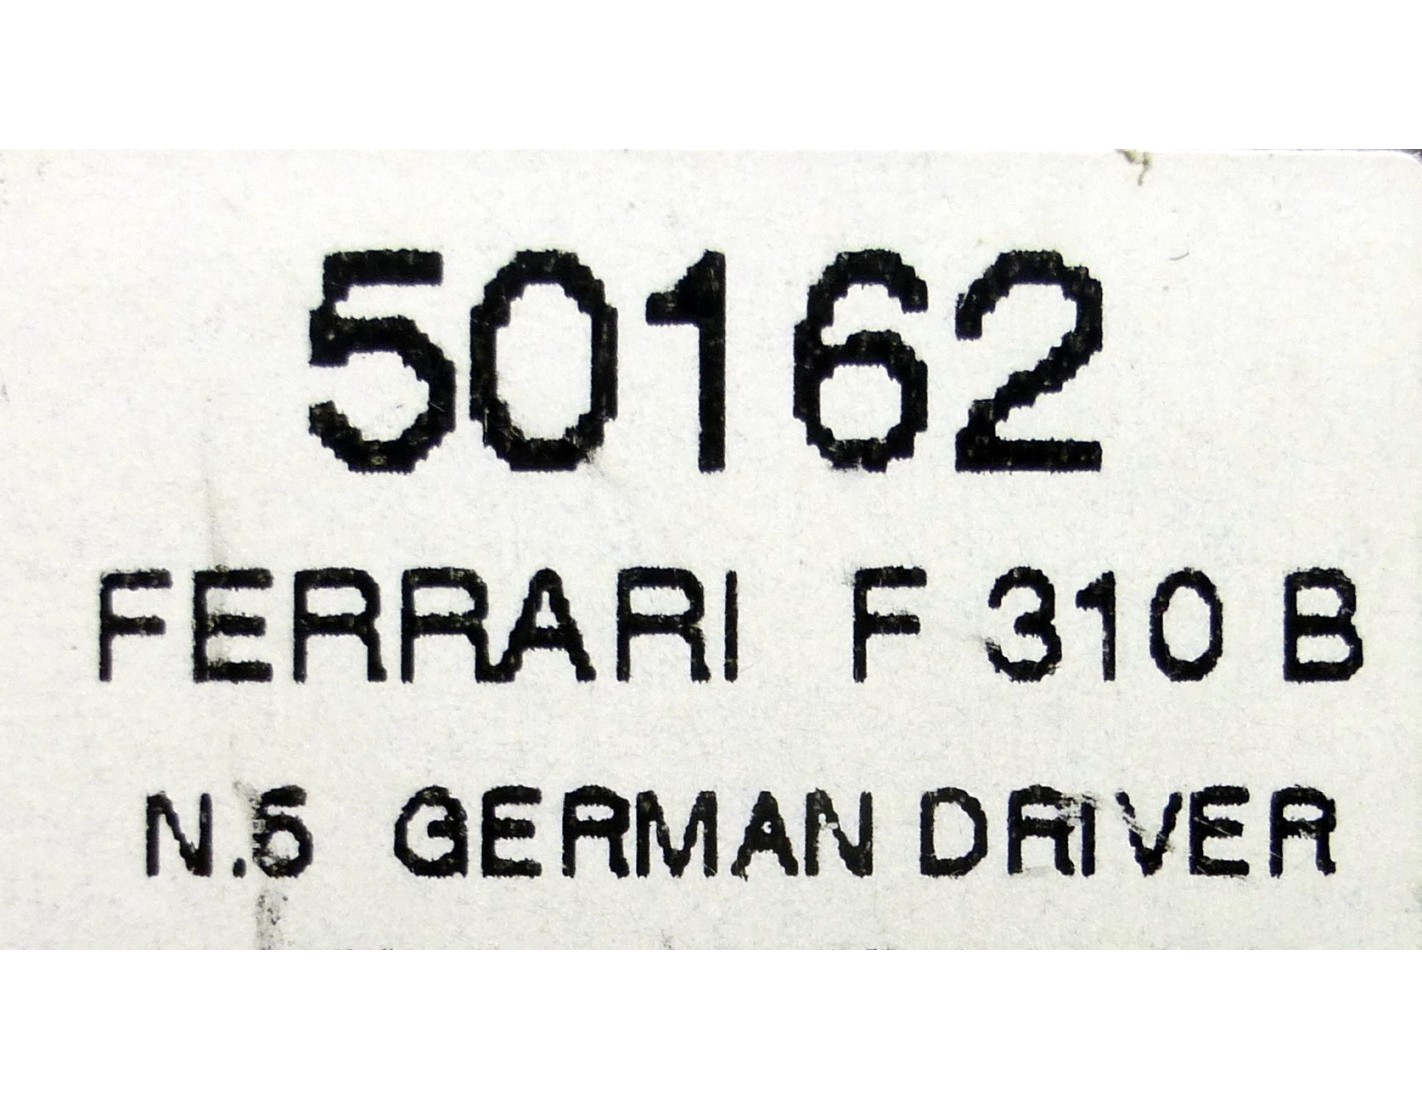 50162
FERRARI F 310 B
N.5 GERMAN DRIVER